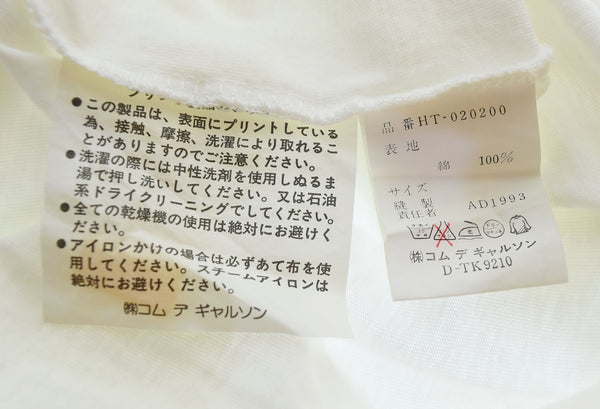 ●この製品は、表面にプリントしている
為、接触、摩擦、洗濯により取れるこ
とがありますのでご注意ください。
●洗濯の際には中性洗剤を使用しぬるま
湯で押し洗いしてください。又は石油
系ドライクリーニングでしてください。
●全ての乾燥機の使用は絶対にお避けく
ださい。
●アイロンかけの場合は必ずあて布を使
用してください。スチームアイロンは
絶対にお避けください。
㈱コム デ ギャルソン
品番 HT-020200
表地
綿 100%
サイズ
縫製
責任者 AD1993
㈱コム デ ギャルソン
D-TK9210